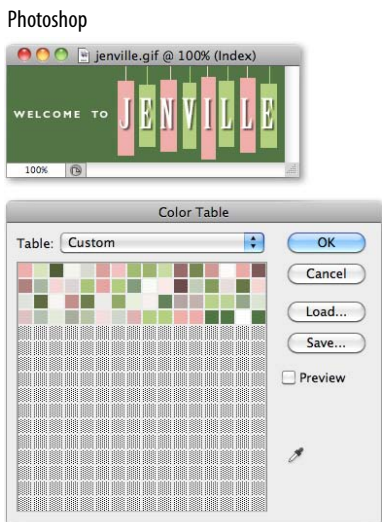 Photoshop
jenville.gif @ 100% (Index)
WELCOME TO JENVILLE
100%
Color Table
Table: Custom
OK
Cancel
Load...
Save...
Preview